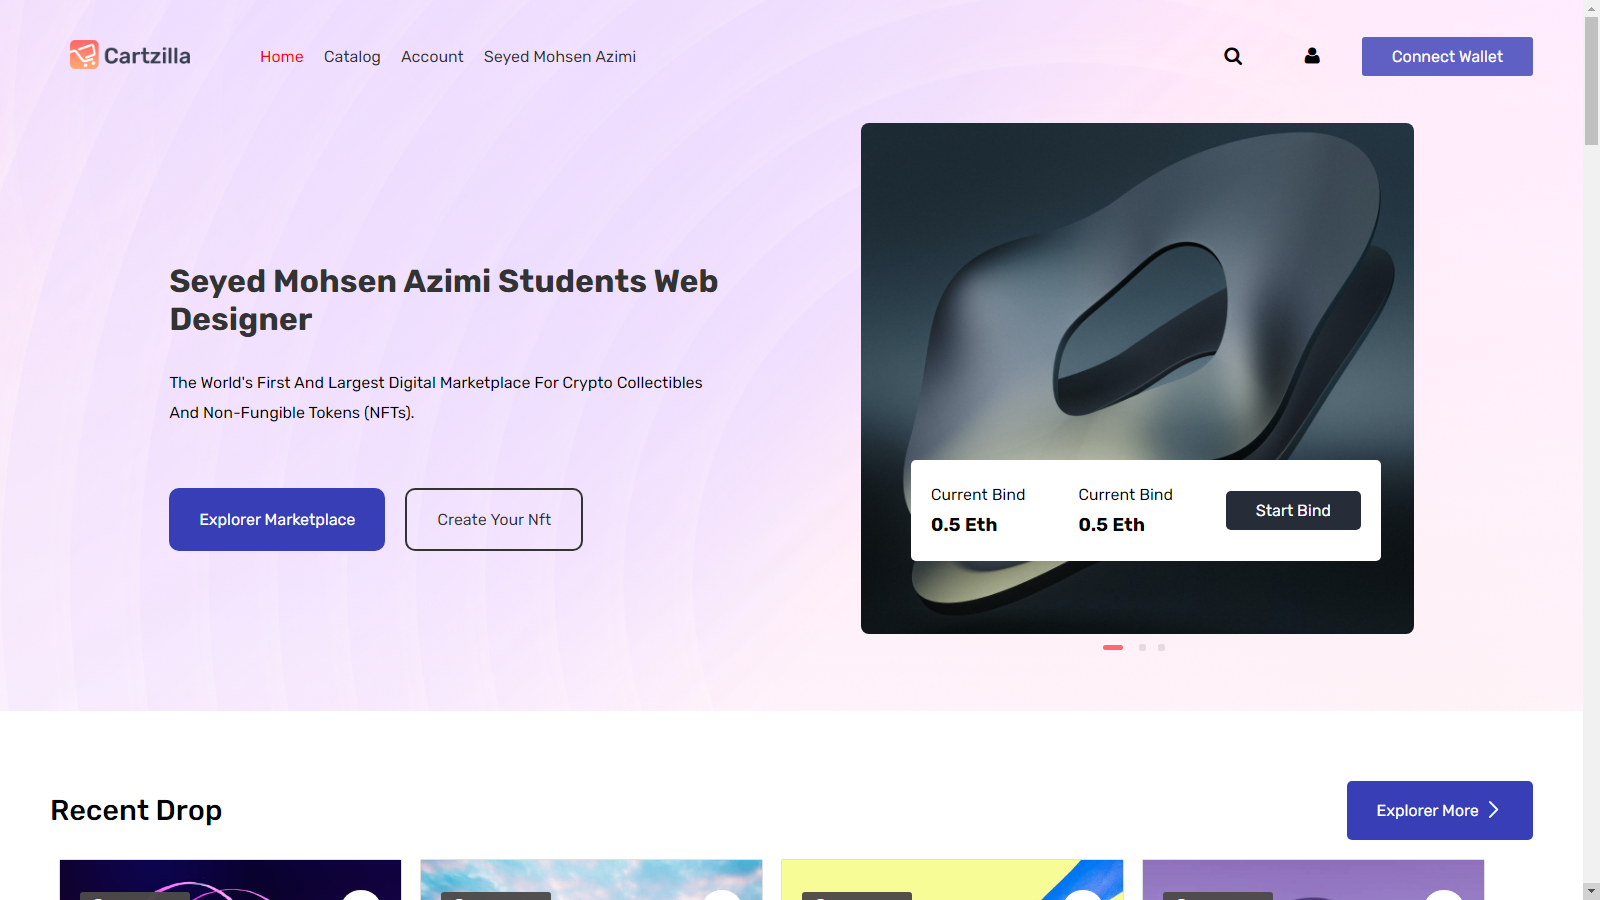 Cartzilla
Home Catalog Account Seyed Mohsen Azimi
Connect Wallet
Seyed Mohsen Azimi Students Web
Designer
The World's First And Largest Digital Marketplace For Crypto Collectibles
And Non-Fungible Tokens (NFTs).
Explorer Marketplace
Create Your Nft
Current Bind
0.5 Eth
Current Bind
0.5 Eth
Start Bind
Recent Drop
Explorer More